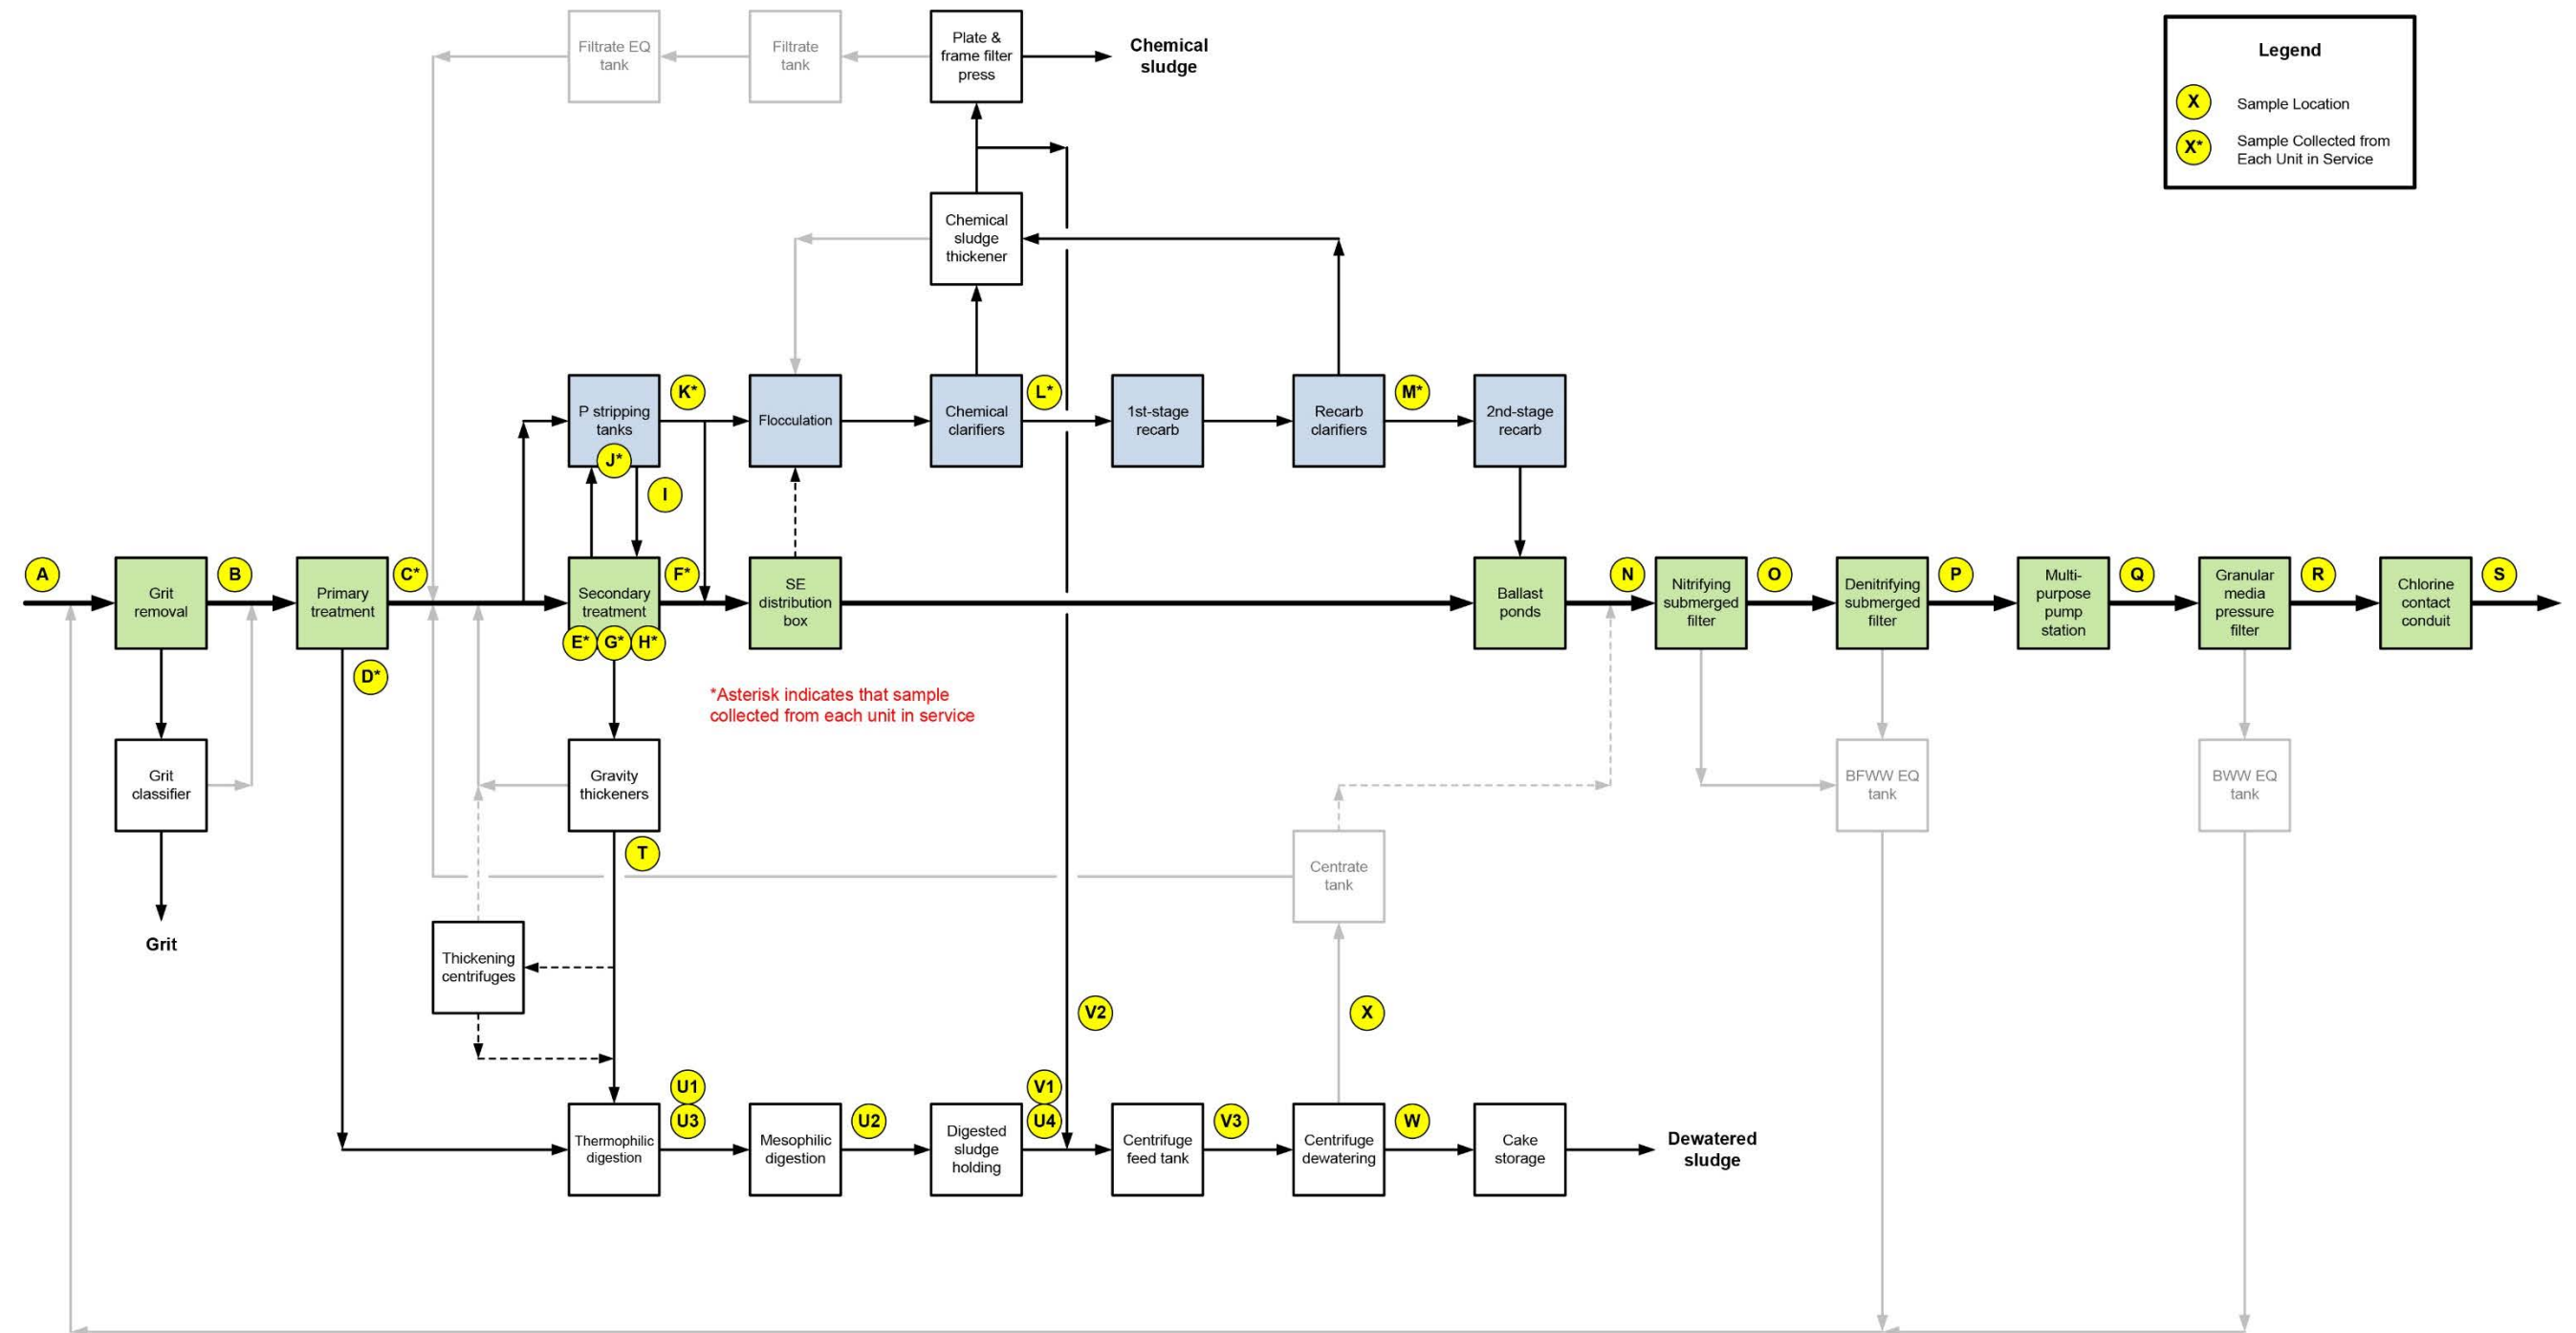 Filtrate EQ
tank
Filtrate
tank
Plate &
frame filter
press
Chemical
sludge
Legend
X
Sample Location
X*
Sample Collected from
Each Unit in Service
Chemical
sludge
thickener
P stripping
tanks
K*
Flocculation
Chemical
clarifiers
L*
1st-stage
recarb
Recarb
clarifiers
M*
2nd-stage
recarb
J*
I
A
Grit
removal
B
Primary
treatment
C*
Secondary
treatment
F*
SE
distribution
box
Ballast
ponds
N
Nitrifying
submerged
filter
O
Denitrifying
submerged
filter
P
Multi-
purpose
pump
station
Q
Granular
media
pressure
filter
R
Chlorine
contact
conduit
S
E*
G*
H*
D*
*Asterisk indicates that sample
collected from each unit in service
Grit
classifier
Gravity
thickeners
BFWW EQ
tank
BWW EQ
tank
T
Centrate
tank
Grit
Thickening
centrifuges
V2
X
U1
U3
U2
V1
U4
V3
W
Thermophilic
digestion
Mesophilic
digestion
Digested
sludge
holding
Centrifuge
feed tank
Centrifuge
dewatering
Cake
storage
Dewatered
sludge